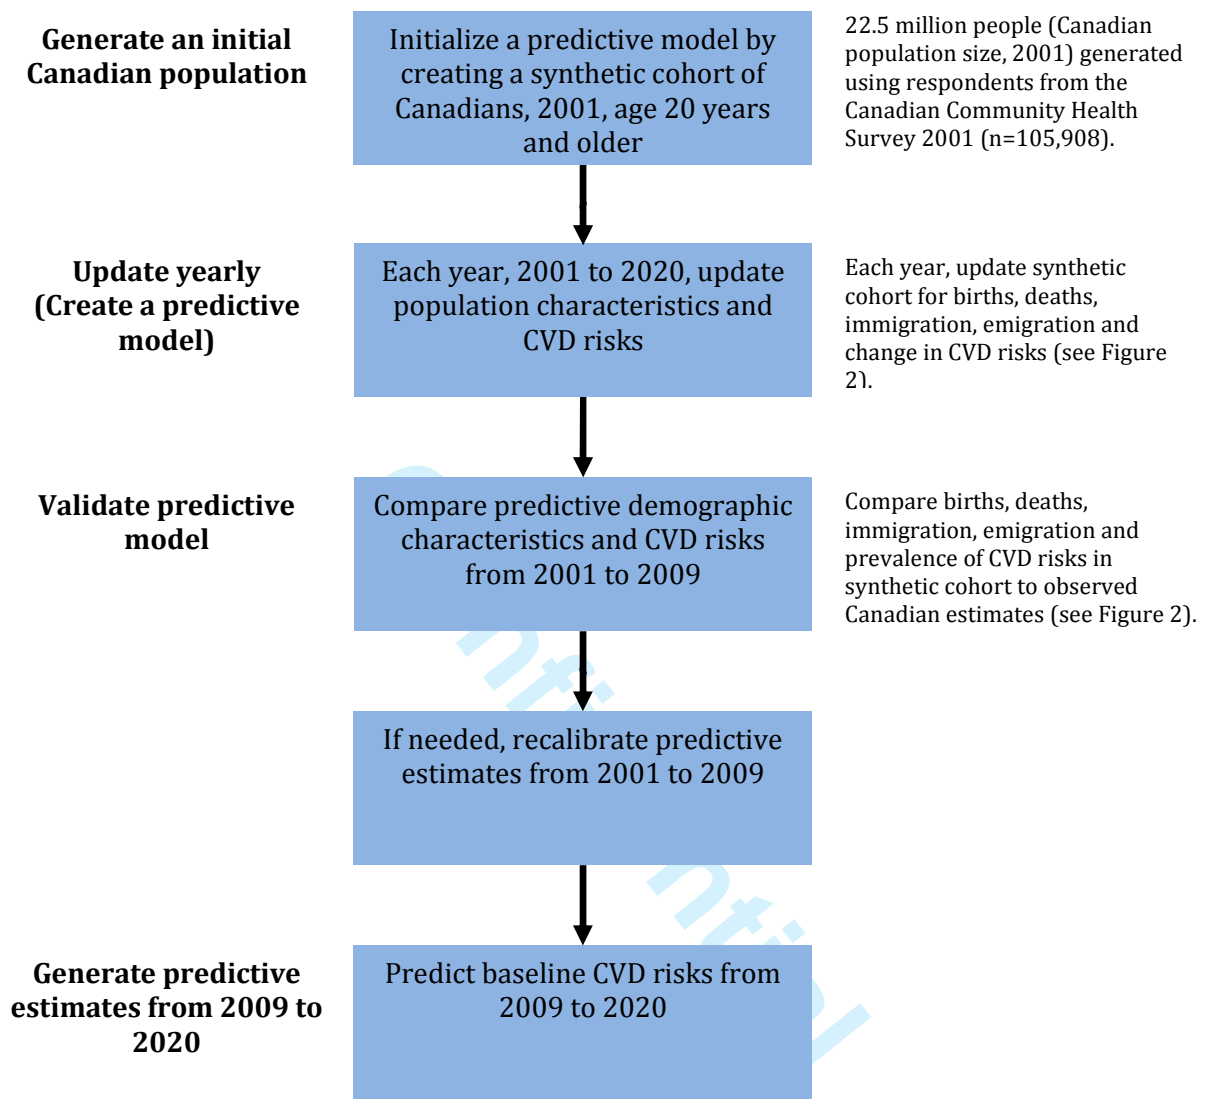 Generate an initial
Canadian population
Initialize a predictive model by
creating a synthetic cohort of
Canadians, 2001, age 20 years
and older
22.5 million people (Canadian
population size, 2001) generated
using respondents from the
Canadian Community Health
Survey 2001 (n=105,908).
Update yearly
(Create a predictive
model)
Each year, 2001 to 2020, update
population characteristics and
CVD risks
Each year, update synthetic
cohort for births, deaths,
immigration, emigration and
change in CVD risks (see Figure
2).
Validate predictive
model
Compare predictive demographic
characteristics and CVD risks
from 2001 to 2009
Compare births, deaths,
immigration, emigration and
prevalence of CVD risks in
synthetic cohort to observed
Canadian estimates (see Figure 2).
If needed, recalibrate predictive
estimates from 2001 to 2009
Generate predictive
estimates from 2009 to
2020
Predict baseline CVD risks from
2009 to 2020